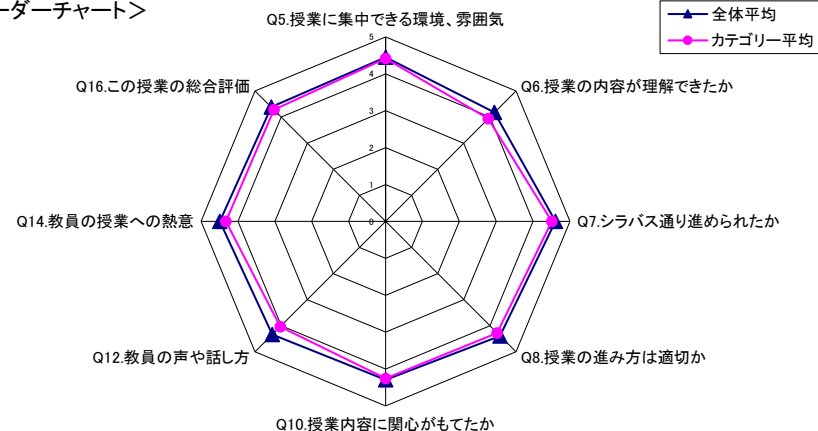 ーダーチャート＞
全体平均
カテゴリー平均
Q5.授業に集中できる環境、雰囲気
Q6.授業の内容が理解できたか
Q7.シラバス通り進められたか
Q8.授業の進み方は適切か
Q10.授業内容に関心がもてたか
Q12.教員の声や話し方
Q14.教員の授業への熱意
Q16.この授業の総合評価
5
4
3
2
1
0